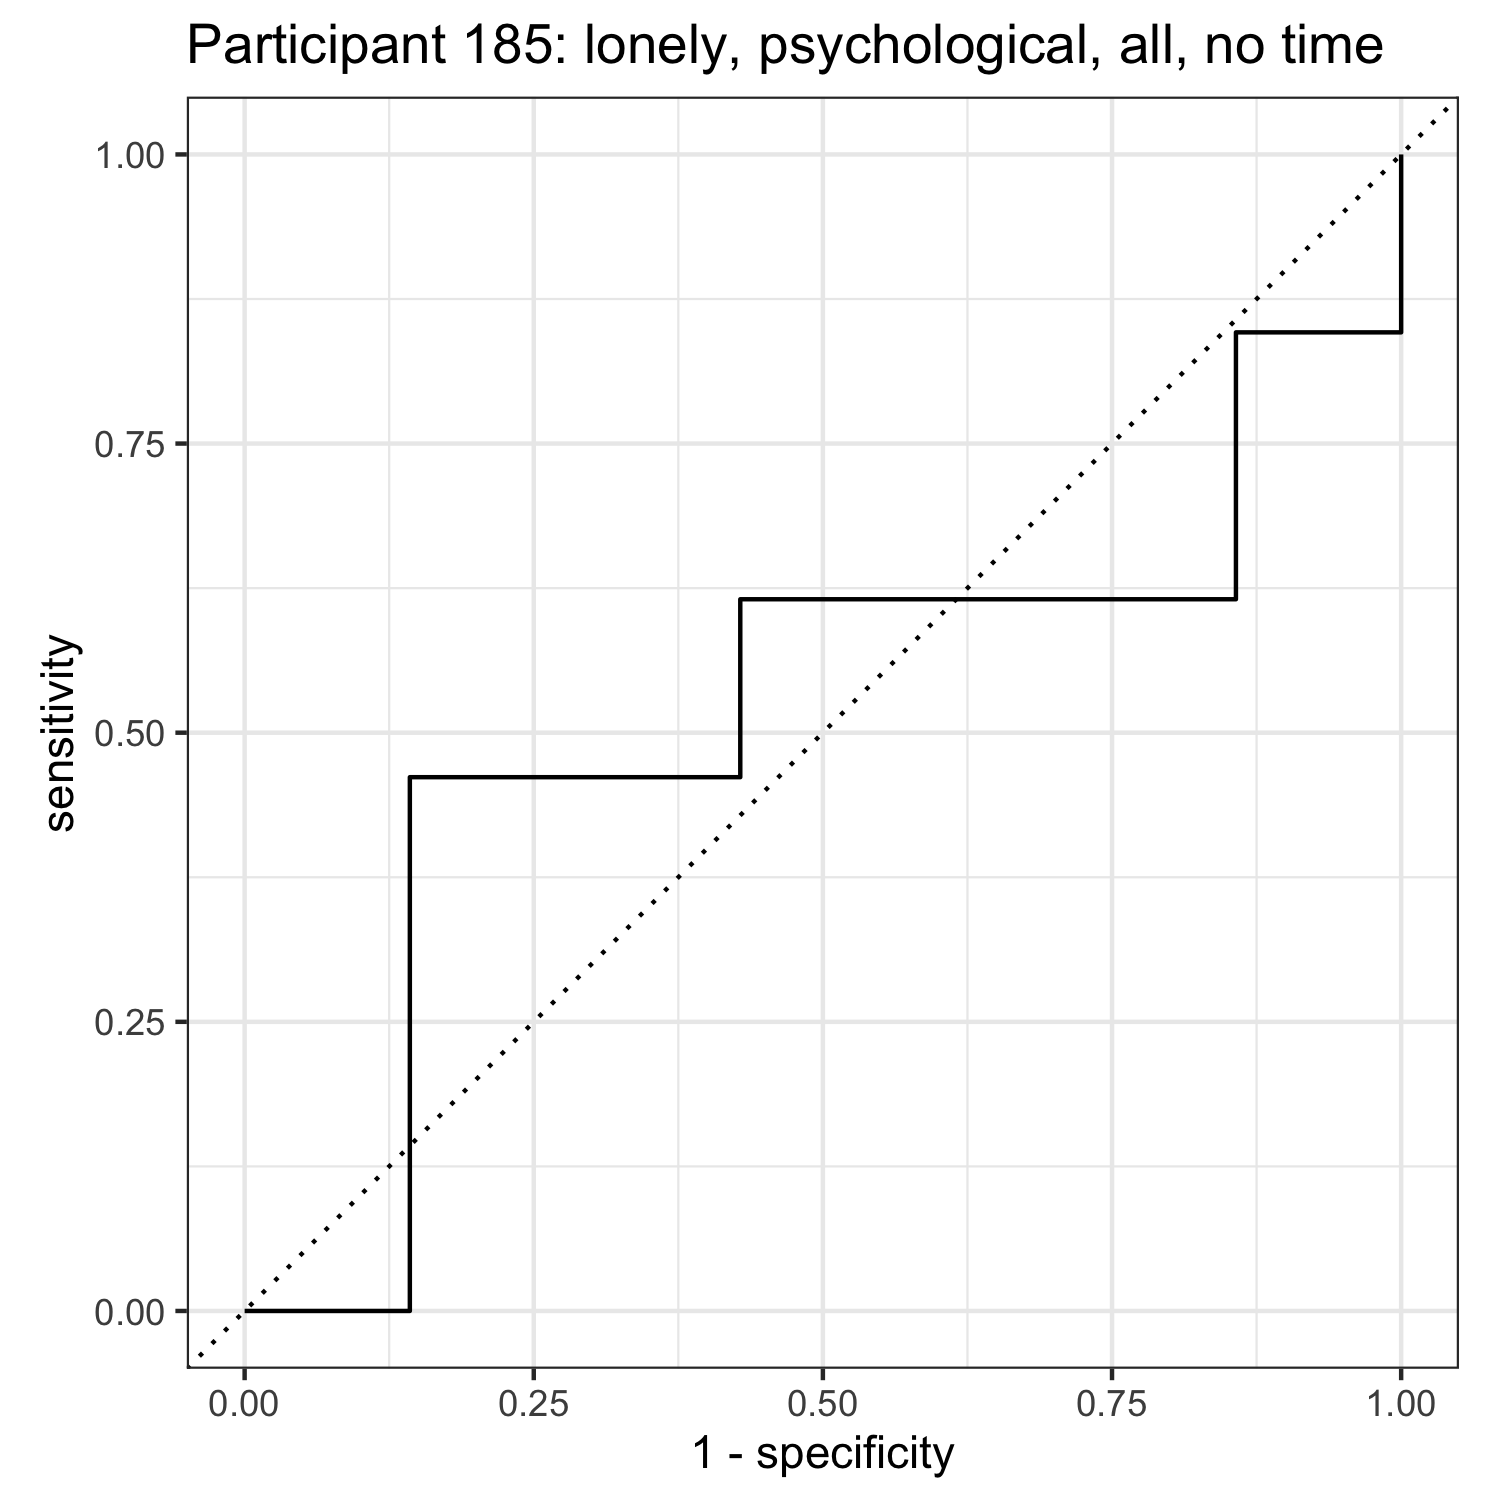 Participant 185: lonely, psychological, all, no time
sensitivity
1.00
0.75
0.50
0.25
0.00
0.00 0.25 0.50 0.75 1.00
1 - specificity